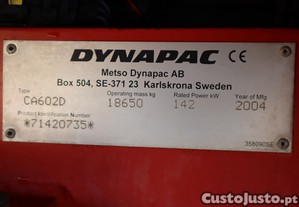 DYNAPAC CE
Metso Dynapac AB
Box 504, SE-371 23 Karlskrona Sweden
Type Operating mass kg Rated Power kW Year of Mfg
CA602D 18650 142 2004
Product Identification Number
*71420735*
358090SE
CustoJusto.pt